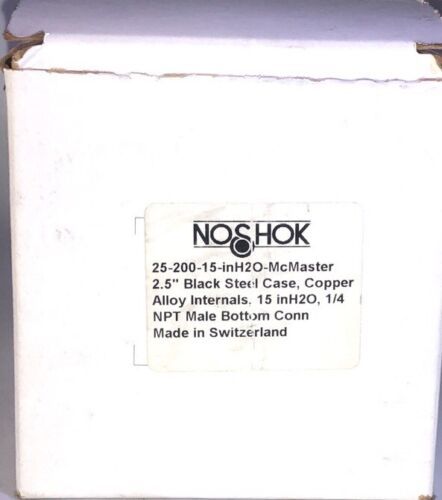 NOSHOK
25-200-15-inH2O-McMaster
2.5" Black Steel Case, Copper
Alloy Internals, 15 inH2O, 1/4
NPT Male Bottom Conn
Made in Switzerland